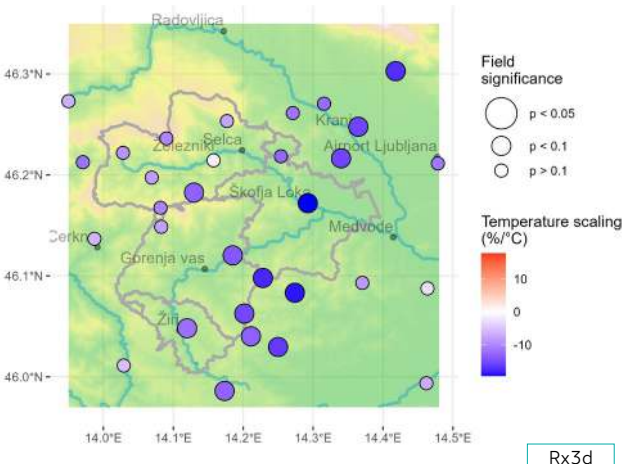 Radovljica
46.3°N
Kranj
Železniki
Selca
Airport Ljubljana
46.2°N
Škofja Loka
Medvode
Cerkn
Gorenja vas
46.1°N
Žiri
46.0°N
14.0°E 14.1°E 14.2°E 14.3°E 14.4°E 14.5°E
Field
significance
p < 0.05
p < 0.1
p > 0.1
Temperature scaling
(%/°C)
10
0
-10
Rx3d